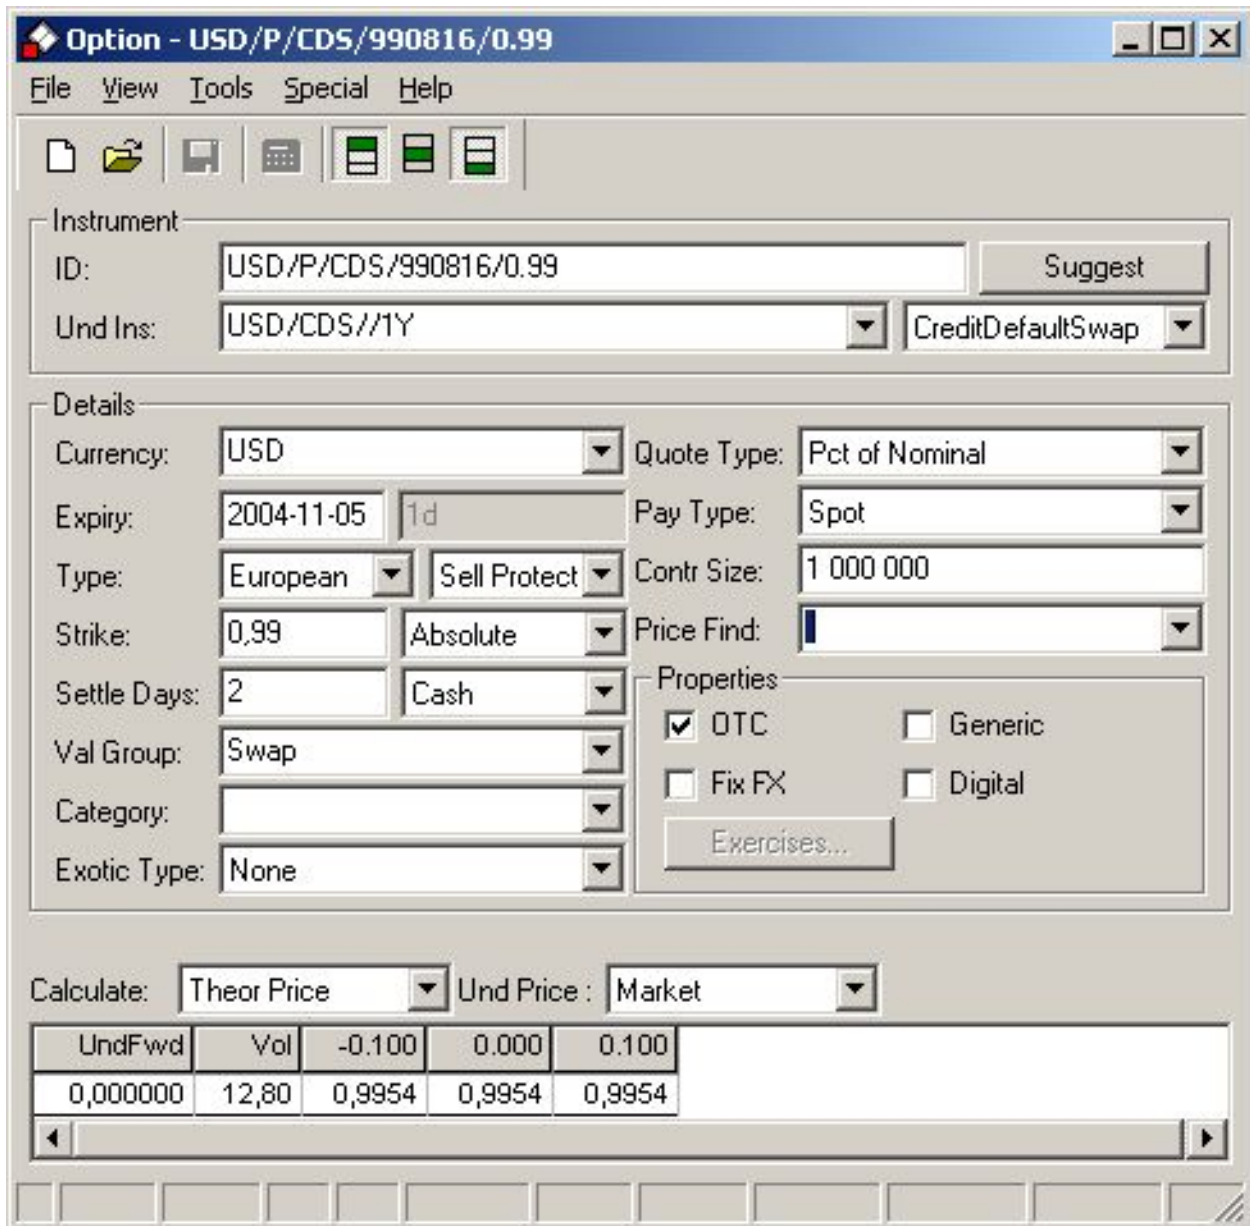 Option - USD/P/CDS/990816/0.99
File View Tools Special Help
Instrument
ID: USD/P/CDS/990816/0.99 Suggest
Und Ins: USD/CDS//1Y CreditDefaultSwap
Details
Currency: USD Quote Type: Pct of Nominal
Expiry: 2004-11-05 1d Pay Type: Spot
Type: European Sell Protect Contr Size: 1 000 000
Strike: 0,99 Absolute Price Find:
Settle Days: 2 Cash Properties
OTC Generic
Val Group: Swap
Fix FX Digital
Category:
Exercises...
Exotic Type: None
Calculate: Theor Price Und Price : Market
UndFwd Vol -0.100 0.000 0.100
0,000000 12,80 0,9954 0,9954 0,9954